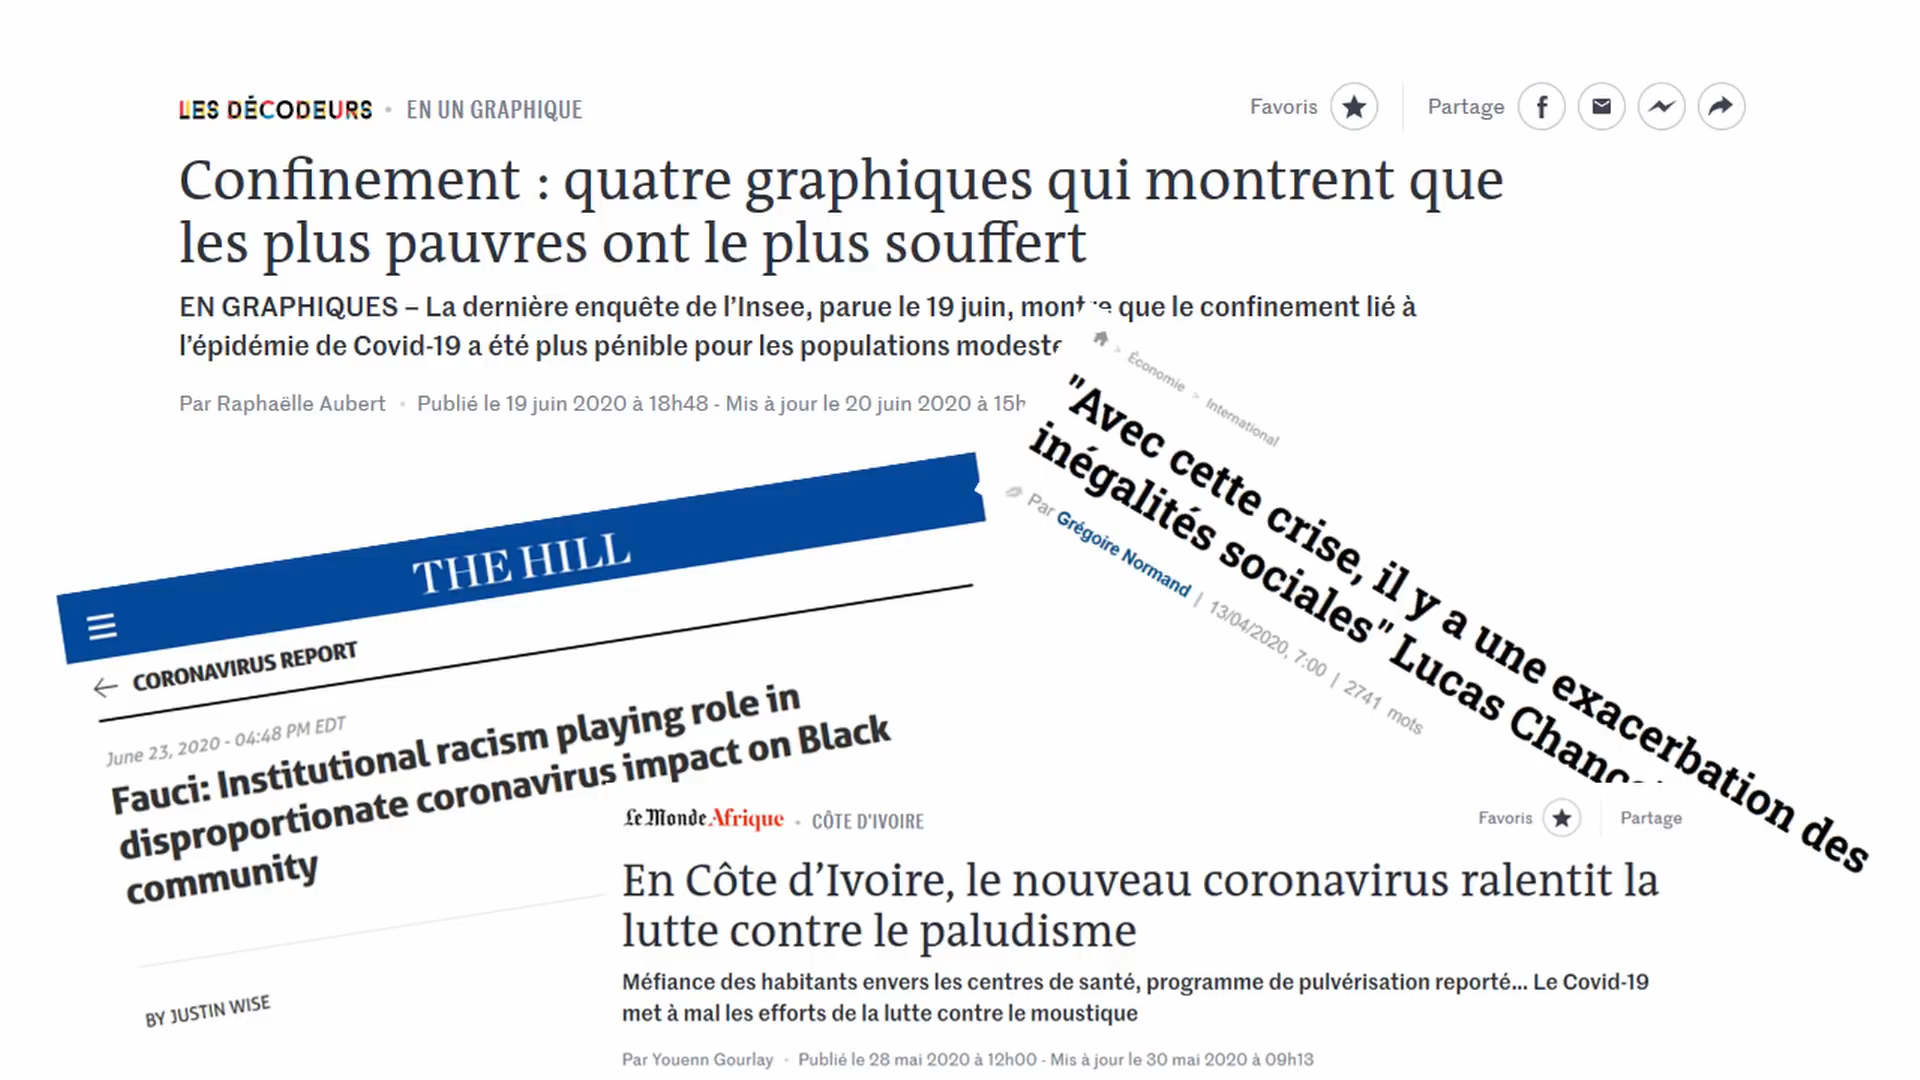 LES DÉCODEURS • EN UN GRAPHIQUE
Favoris
Partage
Confinement : quatre graphiques qui montrent que
les plus pauvres ont le plus souffert
EN GRAPHIQUES – La dernière enquête de l'Insee, parue le 19 juin, montre que le confinement lié à
l'épidémie de Covid-19 a été plus pénible pour les populations modeste
Par Raphaëlle Aubert • Publié le 19 juin 2020 à 18h48 - Mis à jour le 20 juin 2020 à 15h
Économie > International
"Avec cette crise, il y a une exacerbation des
inégalités sociales" Lucas Chance
Par Grégoire Normand | 13/04/2020, 7:00 | 2741 mots
THE HILL
CORONAVIRUS REPORT
June 23, 2020 - 04:48 PM EDT
Fauci: Institutional racism playing role in
disproportionate coronavirus impact on Black
community
BY JUSTIN WISE
Le Monde Afrique • CÔTE D'IVOIRE
Favoris
Partage
En Côte d'Ivoire, le nouveau coronavirus ralentit la
lutte contre le paludisme
Méfiance des habitants envers les centres de santé, programme de pulvérisation reporté... Le Covid-19
met à mal les efforts de la lutte contre le moustique
Par Youenn Gourlay • Publié le 28 mai 2020 à 12h00 - Mis à jour le 30 mai 2020 à 09h13